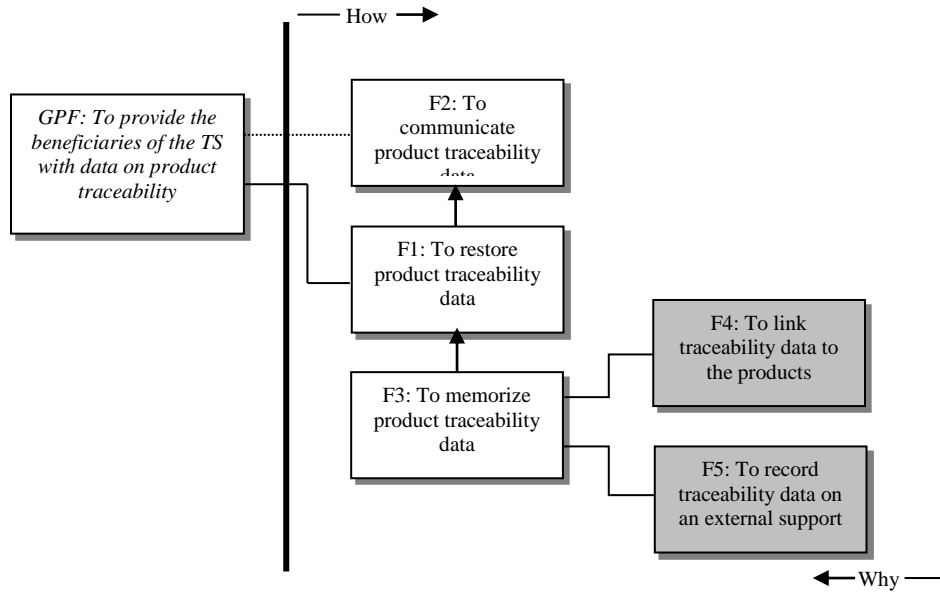 How
GPF: To provide the
beneficiaries of the TS
with data on product
traceability
F2: To
communicate
product traceability
data
F1: To restore
product traceability
data
F3: To memorize
product traceability
data
F4: To link
traceability data to
the products
F5: To record
traceability data on
an external support
Why